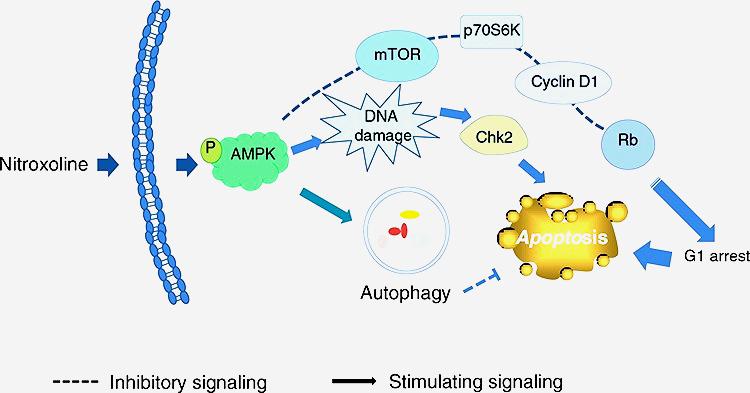 p70S6K
mTOR
Cyclin D1
DNA
damage
Chk2
Rb
P
AMPK
Nitroxoline
Apoptosis
G1 arrest
Autophagy
Inhibitory signaling
Stimulating signaling